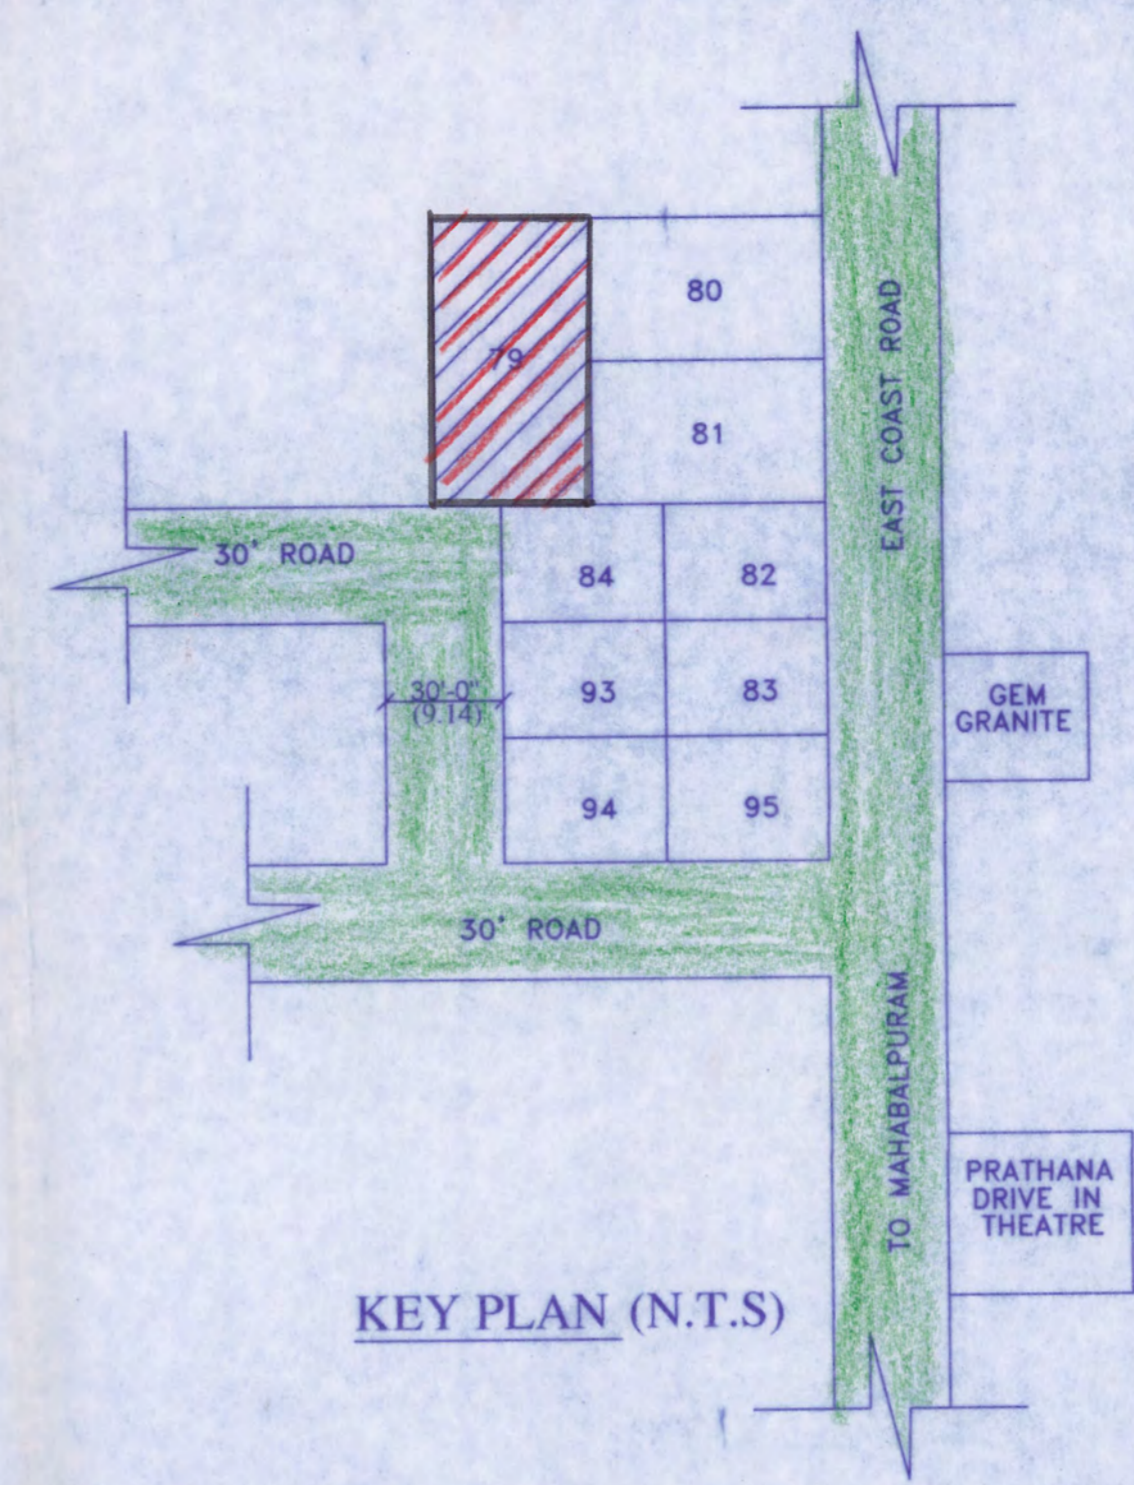 80
79
81
EAST COAST ROAD
30' ROAD
84
82
30'-0"
(9.14)
93
83
GEM
GRANITE
94
95
30' ROAD
TO MAHABALPURAM
PRATHANA
DRIVE IN
THEATRE
KEY PLAN (N.T.S)